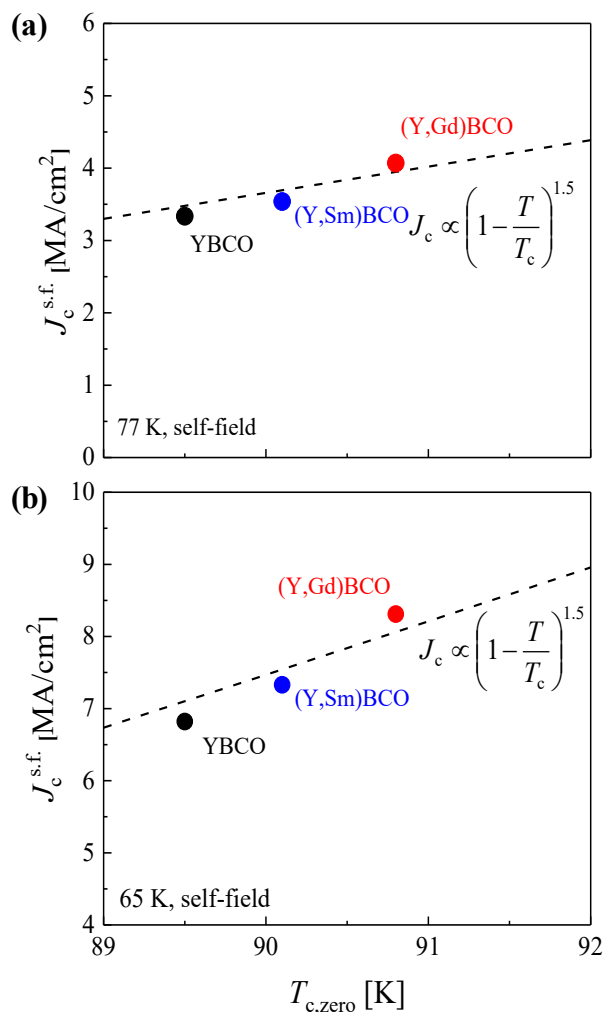 (a)
6
5
4
3
2
1
0
J_c^{s.f.} [MA/cm²]
(Y,Gd)BCO
(Y,Sm)BCO
YBCO
J_c ∝ (1 − T/T_c)^{1.5}
77 K, self-field
(b)
10
9
8
7
6
5
4
J_c^{s.f.} [MA/cm²]
(Y,Gd)BCO
J_c ∝ (1 − T/T_c)^{1.5}
(Y,Sm)BCO
YBCO
65 K, self-field
89 90 91 92
T_{c,zero} [K]